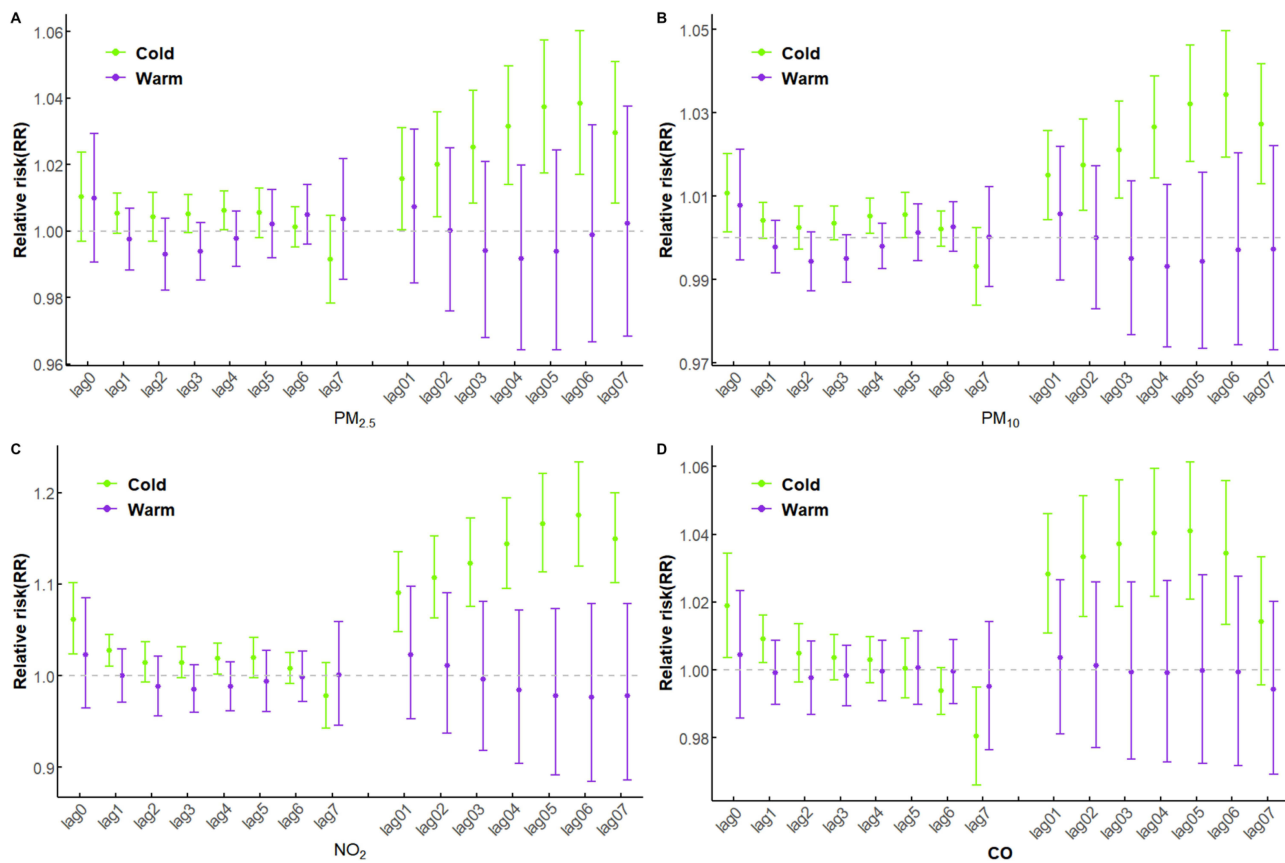 A
Cold
Warm
Relative risk(RR)
1.06
1.04
1.02
1.00
0.98
0.96
lag0 lag1 lag2 lag3 lag4 lag5 lag6 lag7 lag01 lag02 lag03 lag04 lag05 lag06 lag07
PM2.5
B
Cold
Warm
Relative risk(RR)
1.05
1.03
1.01
0.99
0.97
lag0 lag1 lag2 lag3 lag4 lag5 lag6 lag7 lag01 lag02 lag03 lag04 lag05 lag06 lag07
PM10
C
Cold
Warm
Relative risk(RR)
1.2
1.1
1.0
0.9
lag0 lag1 lag2 lag3 lag4 lag5 lag6 lag7 lag01 lag02 lag03 lag04 lag05 lag06 lag07
NO2
D
Cold
Warm
Relative risk(RR)
1.06
1.04
1.02
1.00
0.98
lag0 lag1 lag2 lag3 lag4 lag5 lag6 lag7 lag01 lag02 lag03 lag04 lag05 lag06 lag07
CO